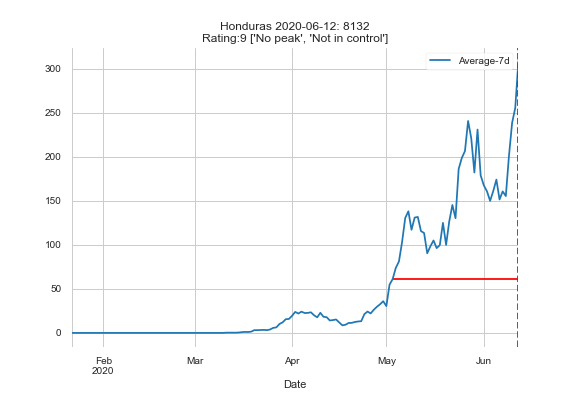 Honduras 2020-06-12: 8132
Rating:9 ['No peak', 'Not in control']
Average-7d
300
250
200
150
100
50
0
Feb Mar Apr May Jun
2020
Date